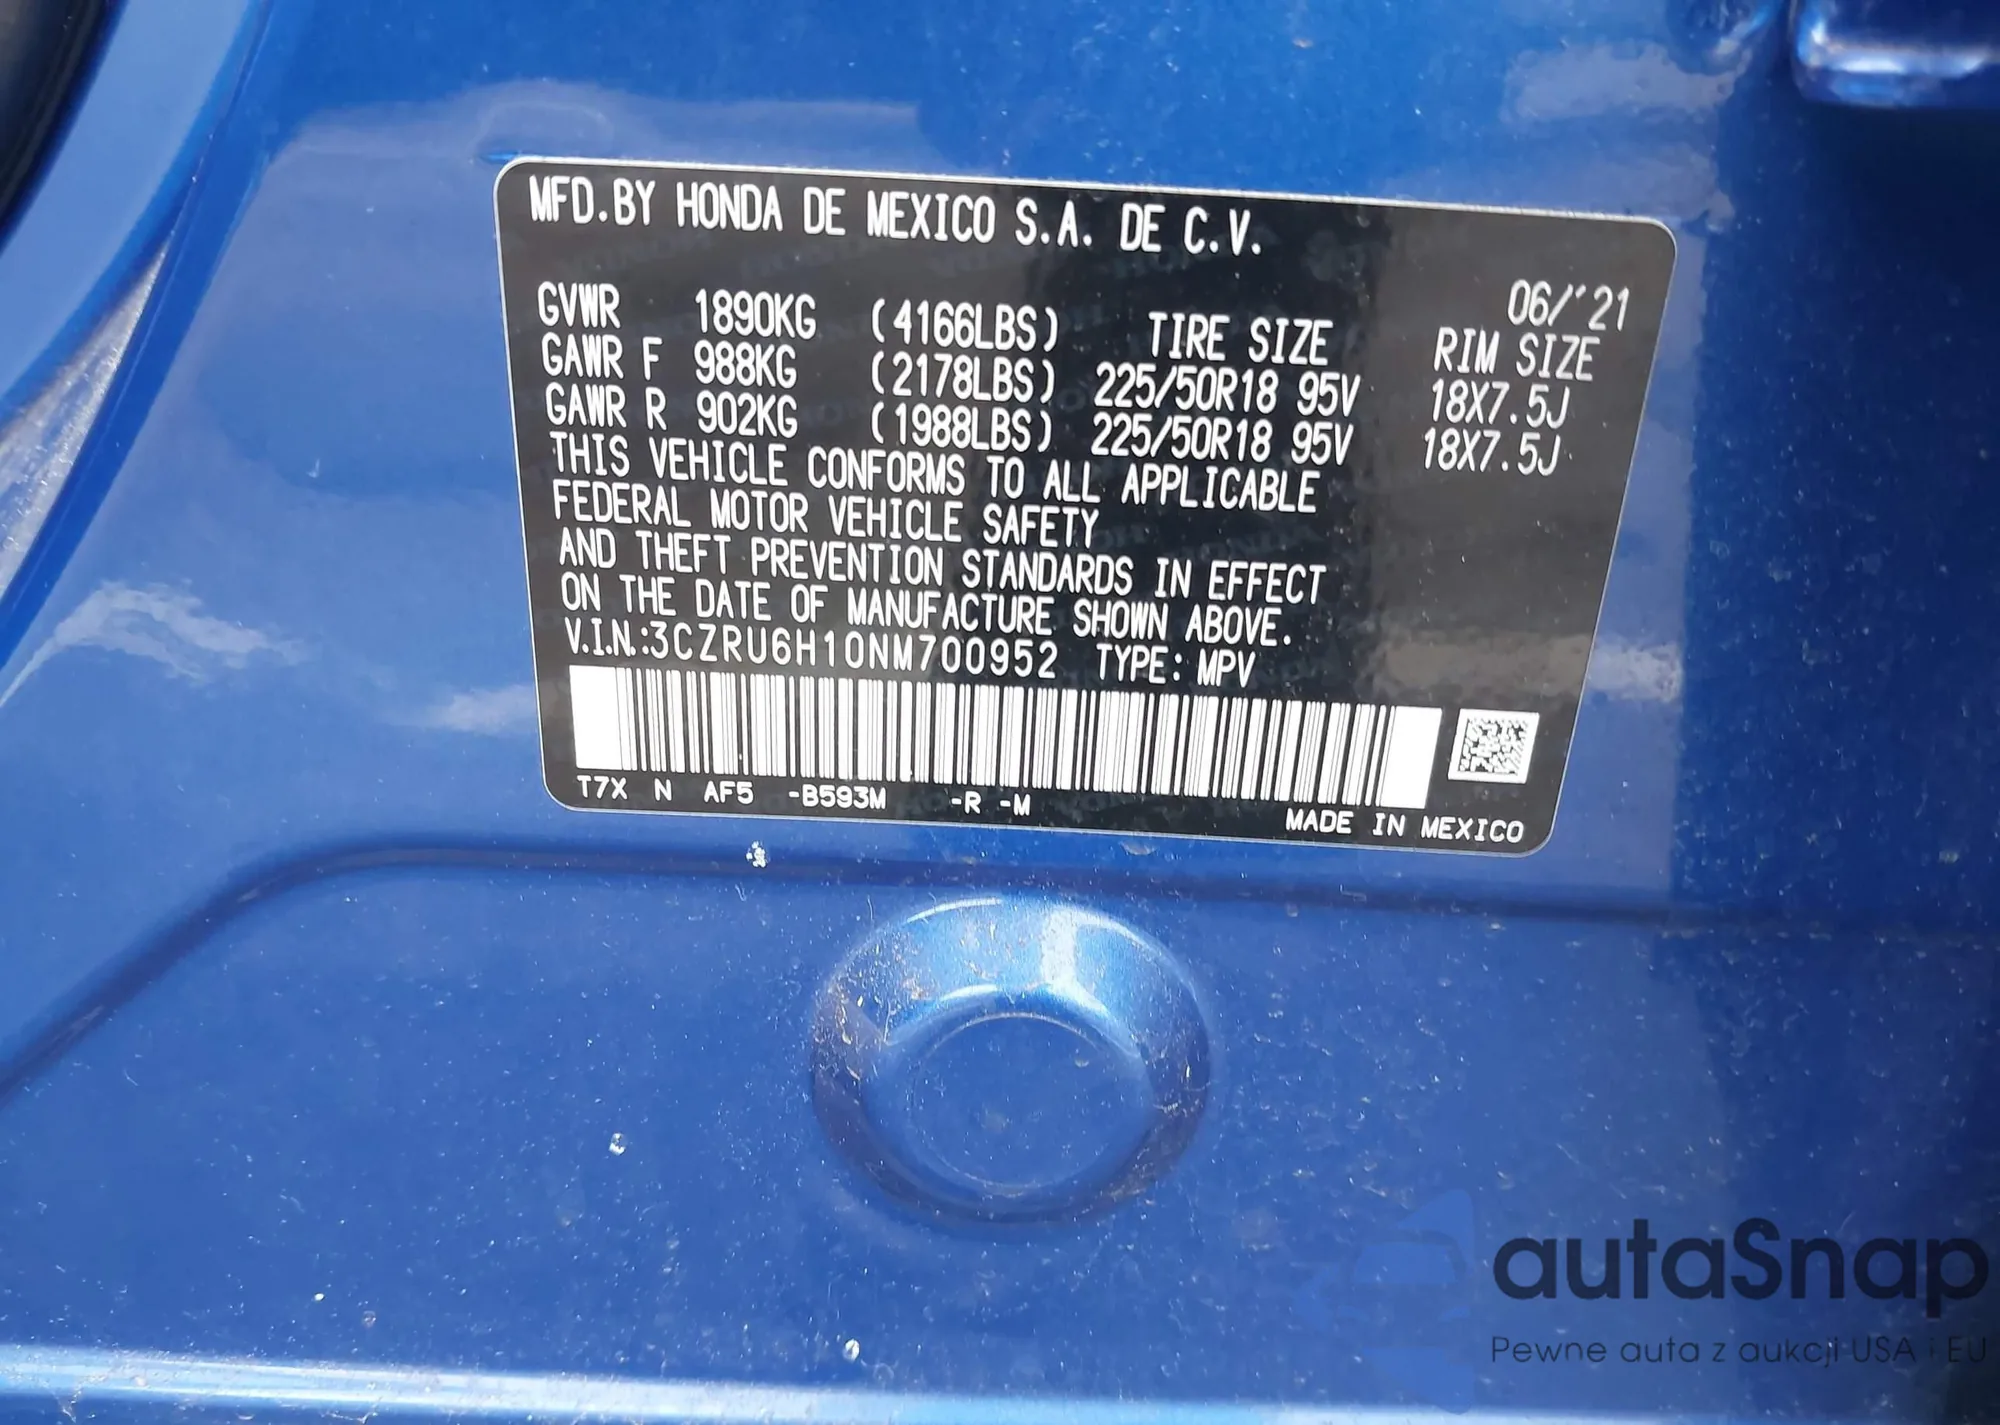 MFD.BY HONDA DE MEXICO S.A. DE C.V.
06/'21
GVWR 1890KG (4166LBS) TIRE SIZE RIM SIZE
GAWR F 988KG (2178LBS) 225/50R18 95V 18X7.5J
GAWR R 902KG (1988LBS) 225/50R18 95V 18X7.5J
THIS VEHICLE CONFORMS TO ALL APPLICABLE
FEDERAL MOTOR VEHICLE SAFETY
AND THEFT PREVENTION STANDARDS IN EFFECT
ON THE DATE OF MANUFACTURE SHOWN ABOVE.
V.I.N.:3CZRU6H10NM700952 TYPE: MPV
T7X N AF5 -B593M -R -M
MADE IN MEXICO
autaSnap
Pewne auta z aukcji USA i EU